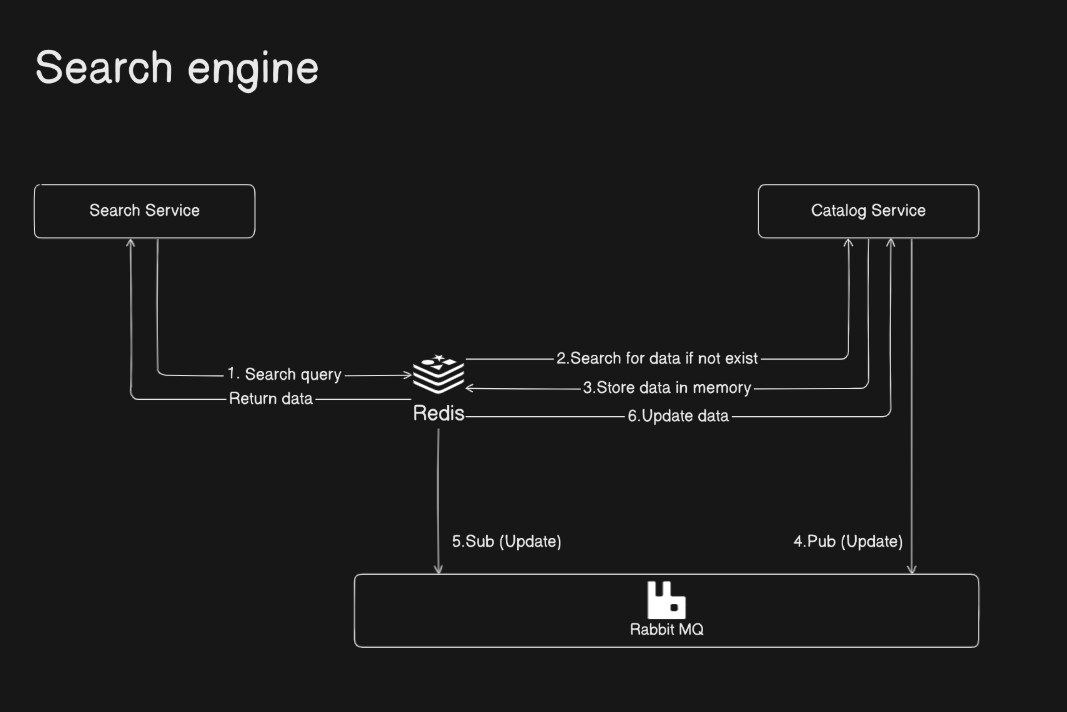 Search engine
Search Service
Catalog Service
2.Search for data if not exist
1. Search query
3.Store data in memory
Return data
Redis
6.Update data
5.Sub (Update)
4.Pub (Update)
Rabbit MQ